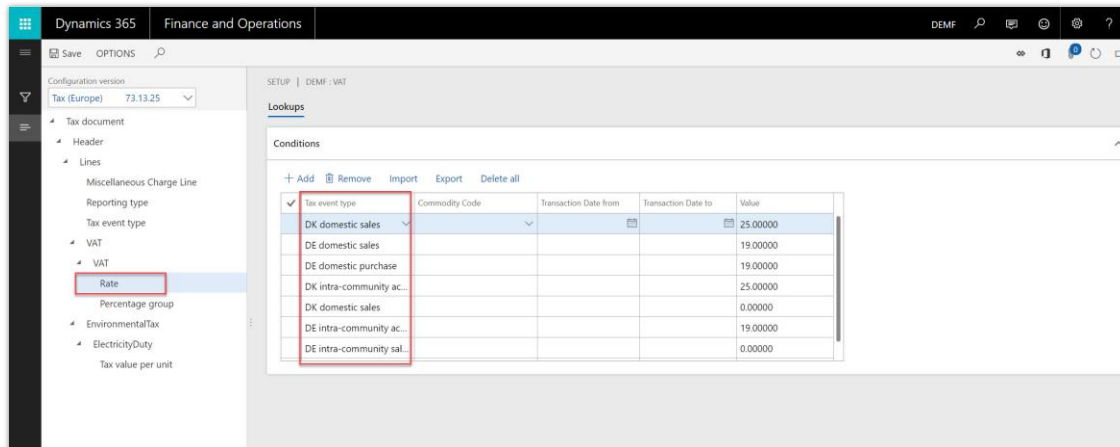 Dynamics 365 Finance and Operations DEMF ?
Save OPTIONS 0
Configuration version
Tax (Europe) 73.13.25
Tax document
Header
Lines
Miscellaneous Charge Line
Reporting type
Tax event type
VAT
VAT
Rate
Percentage group
EnvironmentalTax
ElectricityDuty
Tax value per unit
SETUP | DEMF : VAT
Lookups
Conditions
+ Add Remove Import Export Delete all
Tax event type Commodity Code Transaction Date from Transaction Date to Value
DK domestic sales 25.00000
DE domestic sales 19.00000
DE domestic purchase 19.00000
DK intra-community ac... 25.00000
DK domestic sales 0.00000
DE intra-community ac... 19.00000
DE intra-community sal... 0.00000